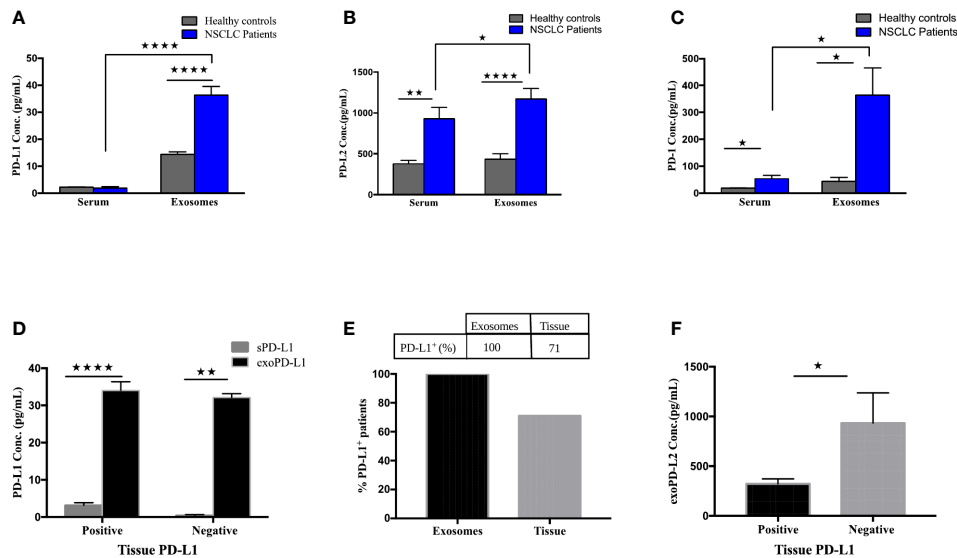 A
Healthy controls
NSCLC Patients
★★★★
★★★★
PD-L1 Conc. (pg/mL)
50
40
30
20
10
0
Serum
Exosomes
B
Healthy controls
NSCLC Patients
★
★★
★★★★
PD-L2 Conc.(pg/mL)
1500
1000
500
0
Serum
Exosomes
C
Healthy controls
NSCLC Patients
★
★
★
PD-1 Conc.(pg/mL)
500
400
300
200
100
0
Serum
Exosomes
D
sPD-L1
exoPD-L1
★★★★
★★
PD-L1 Conc. (pg/mL)
40
30
20
10
0
Positive
Negative
Tissue PD-L1
E
Exosomes Tissue
PD-L1+ (%) 100 71
% PD-L1+ patients
100
80
60
40
20
0
Exosomes
Tissue
F
★
exoPD-L2 Conc.(pg/mL)
1500
1000
500
0
Positive
Negative
Tissue PD-L1